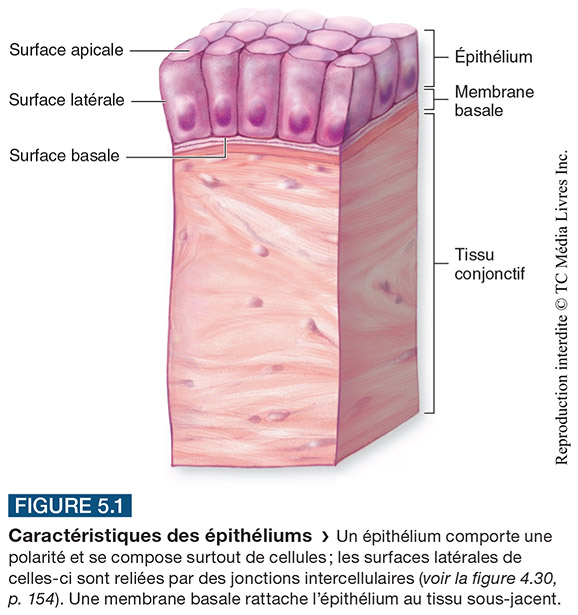 Surface apicale
Surface latérale
Surface basale
Épithélium
Membrane
basale
Tissu
conjonctif
Reproduction interdite © TC Média Livres Inc.
FIGURE 5.1
Caractéristiques des épithéliums › Un épithélium comporte une
polarité et se compose surtout de cellules ; les surfaces latérales de
celles-ci sont reliées par des jonctions intercellulaires (voir la figure 4.30,
p. 154). Une membrane basale rattache l'épithélium au tissu sous-jacent.